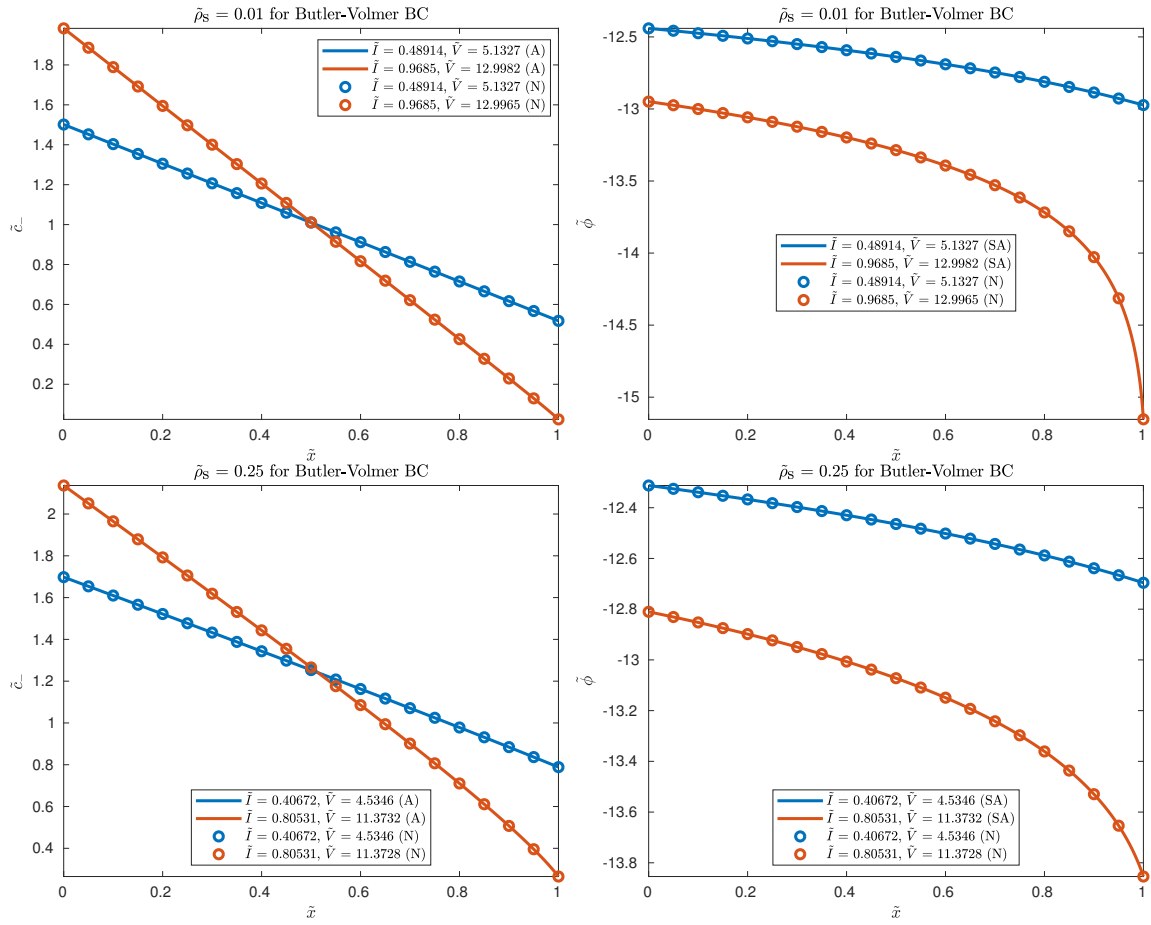 ρ̃s = 0.01 for Butler-Volmer BC
c̃₋
1.8
1.6
1.4
1.2
1
0.8
0.6
0.4
0.2
Ĩ = 0.48914, Ṽ = 5.1327 (A)
Ĩ = 0.9685, Ṽ = 12.9982 (A)
Ĩ = 0.48914, Ṽ = 5.1327 (N)
Ĩ = 0.9685, Ṽ = 12.9965 (N)
0 0.2 0.4 0.6 0.8 1
x̃
ρ̃s = 0.01 for Butler-Volmer BC
ϕ̃
-12.5
-13
-13.5
-14
-14.5
-15
Ĩ = 0.48914, Ṽ = 5.1327 (SA)
Ĩ = 0.9685, Ṽ = 12.9982 (SA)
Ĩ = 0.48914, Ṽ = 5.1327 (N)
Ĩ = 0.9685, Ṽ = 12.9965 (N)
0 0.2 0.4 0.6 0.8 1
x̃
ρ̃s = 0.25 for Butler-Volmer BC
c̃₋
2
1.8
1.6
1.4
1.2
1
0.8
0.6
0.4
Ĩ = 0.40672, Ṽ = 4.5346 (A)
Ĩ = 0.80531, Ṽ = 11.3732 (A)
Ĩ = 0.40672, Ṽ = 4.5346 (N)
Ĩ = 0.80531, Ṽ = 11.3728 (N)
0 0.2 0.4 0.6 0.8 1
x̃
ρ̃s = 0.25 for Butler-Volmer BC
ϕ̃
-12.4
-12.6
-12.8
-13
-13.2
-13.4
-13.6
-13.8
Ĩ = 0.40672, Ṽ = 4.5346 (SA)
Ĩ = 0.80531, Ṽ = 11.3732 (SA)
Ĩ = 0.40672, Ṽ = 4.5346 (N)
Ĩ = 0.80531, Ṽ = 11.3728 (N)
0 0.2 0.4 0.6 0.8 1
x̃